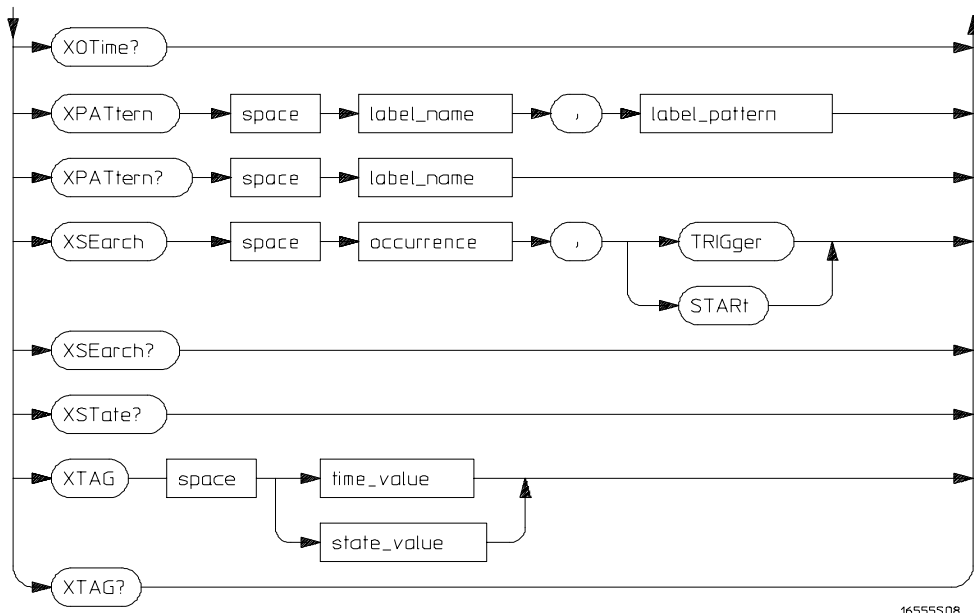 XOTime?
XPATtern space label_name , label_pattern
XPATtern? space label_name
XSEarch space occurrence , TRIGger
STARt
XSEarch?
XSTate?
XTAG space time_value
state_value
XTAG?
16555S08